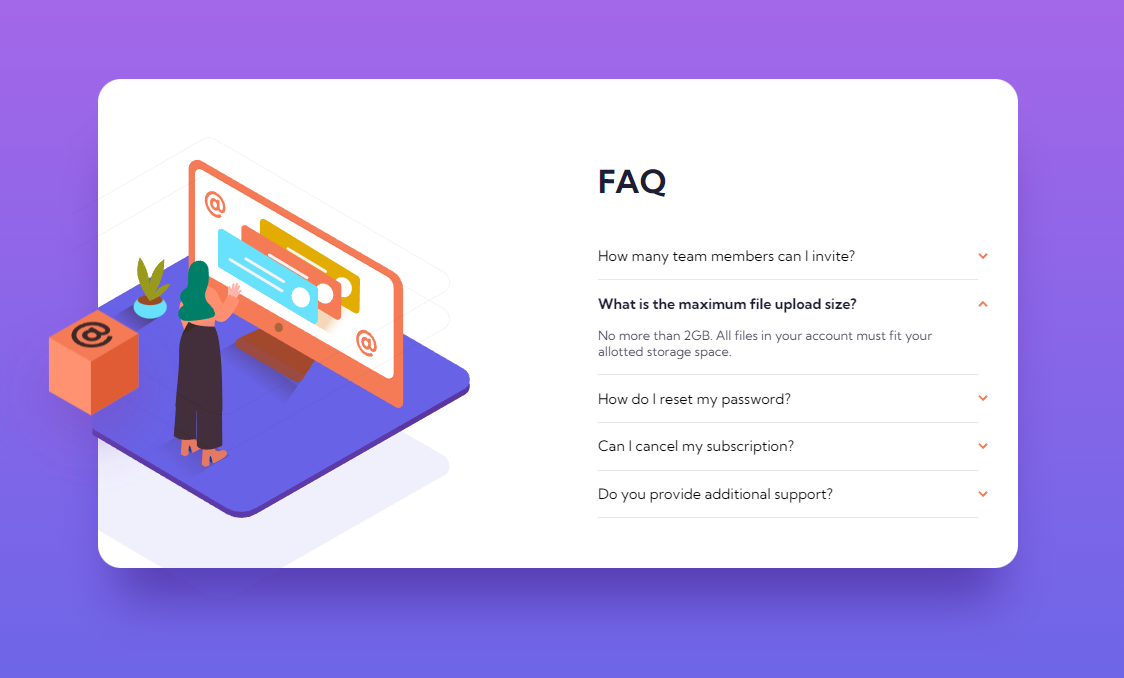 @
@
@
FAQ
How many team members can I invite?
What is the maximum file upload size?
No more than 2GB. All files in your account must fit your
allotted storage space.
How do I reset my password?
Can I cancel my subscription?
Do you provide additional support?